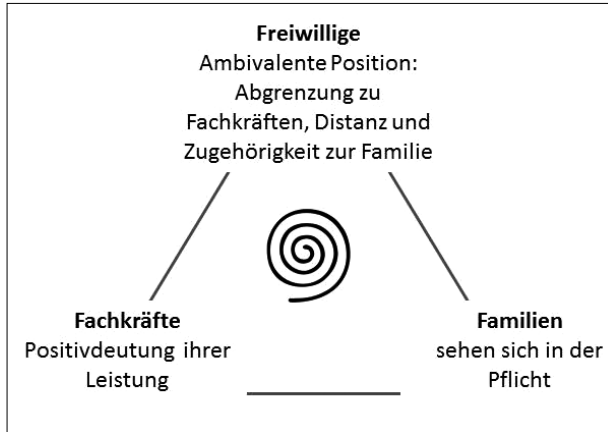 Freiwillige
Ambivalente Position:
Abgrenzung zu
Fachkräften, Distanz und
Zugehörigkeit zur Familie
Fachkräfte
Positivdeutung ihrer
Leistung
Familien
sehen sich in der
Pflicht